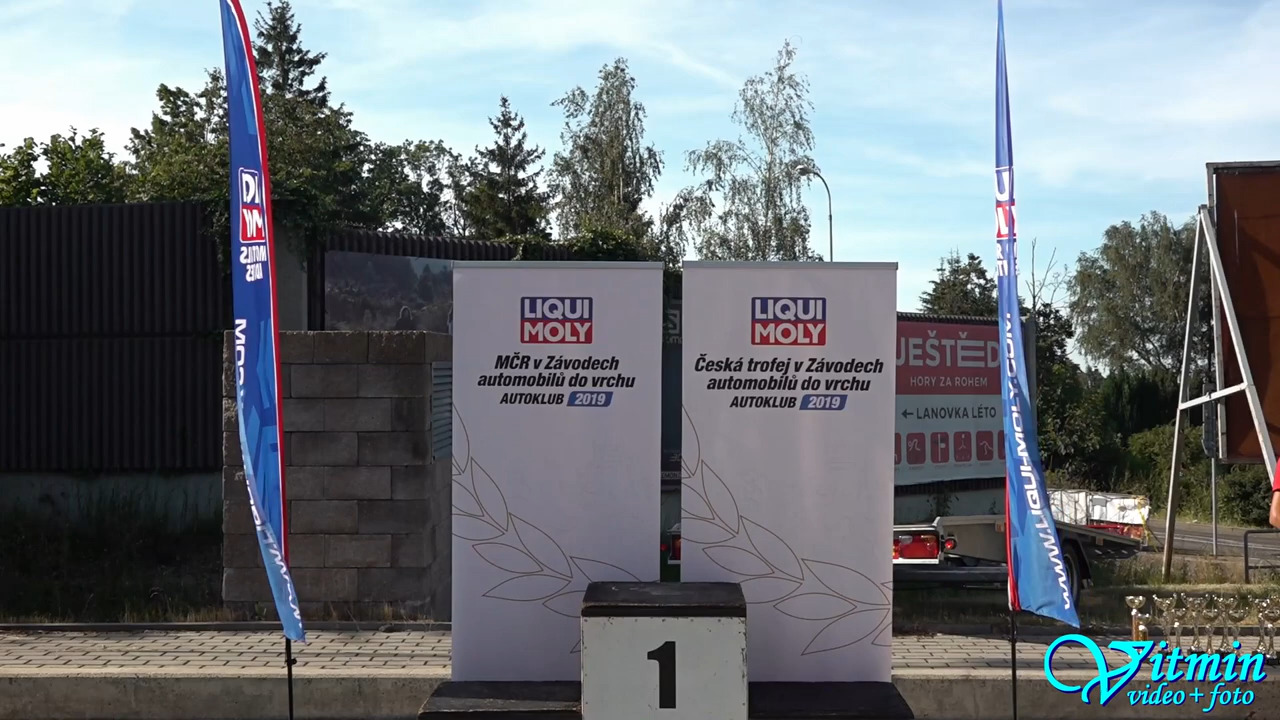 LIQUI
MOLY
MČR v Závodech
automobilů do vrchu
AUTOKLUB 2019
LIQUI
MOLY
Česká trofej v Závodech
automobilů do vrchu
AUTOKLUB 2019
JEŠTĚD
HORY ZA ROHEM
← LANOVKA LÉTO
WWW.LIQUI-MOLY.COM
1
Vitmin
video + foto